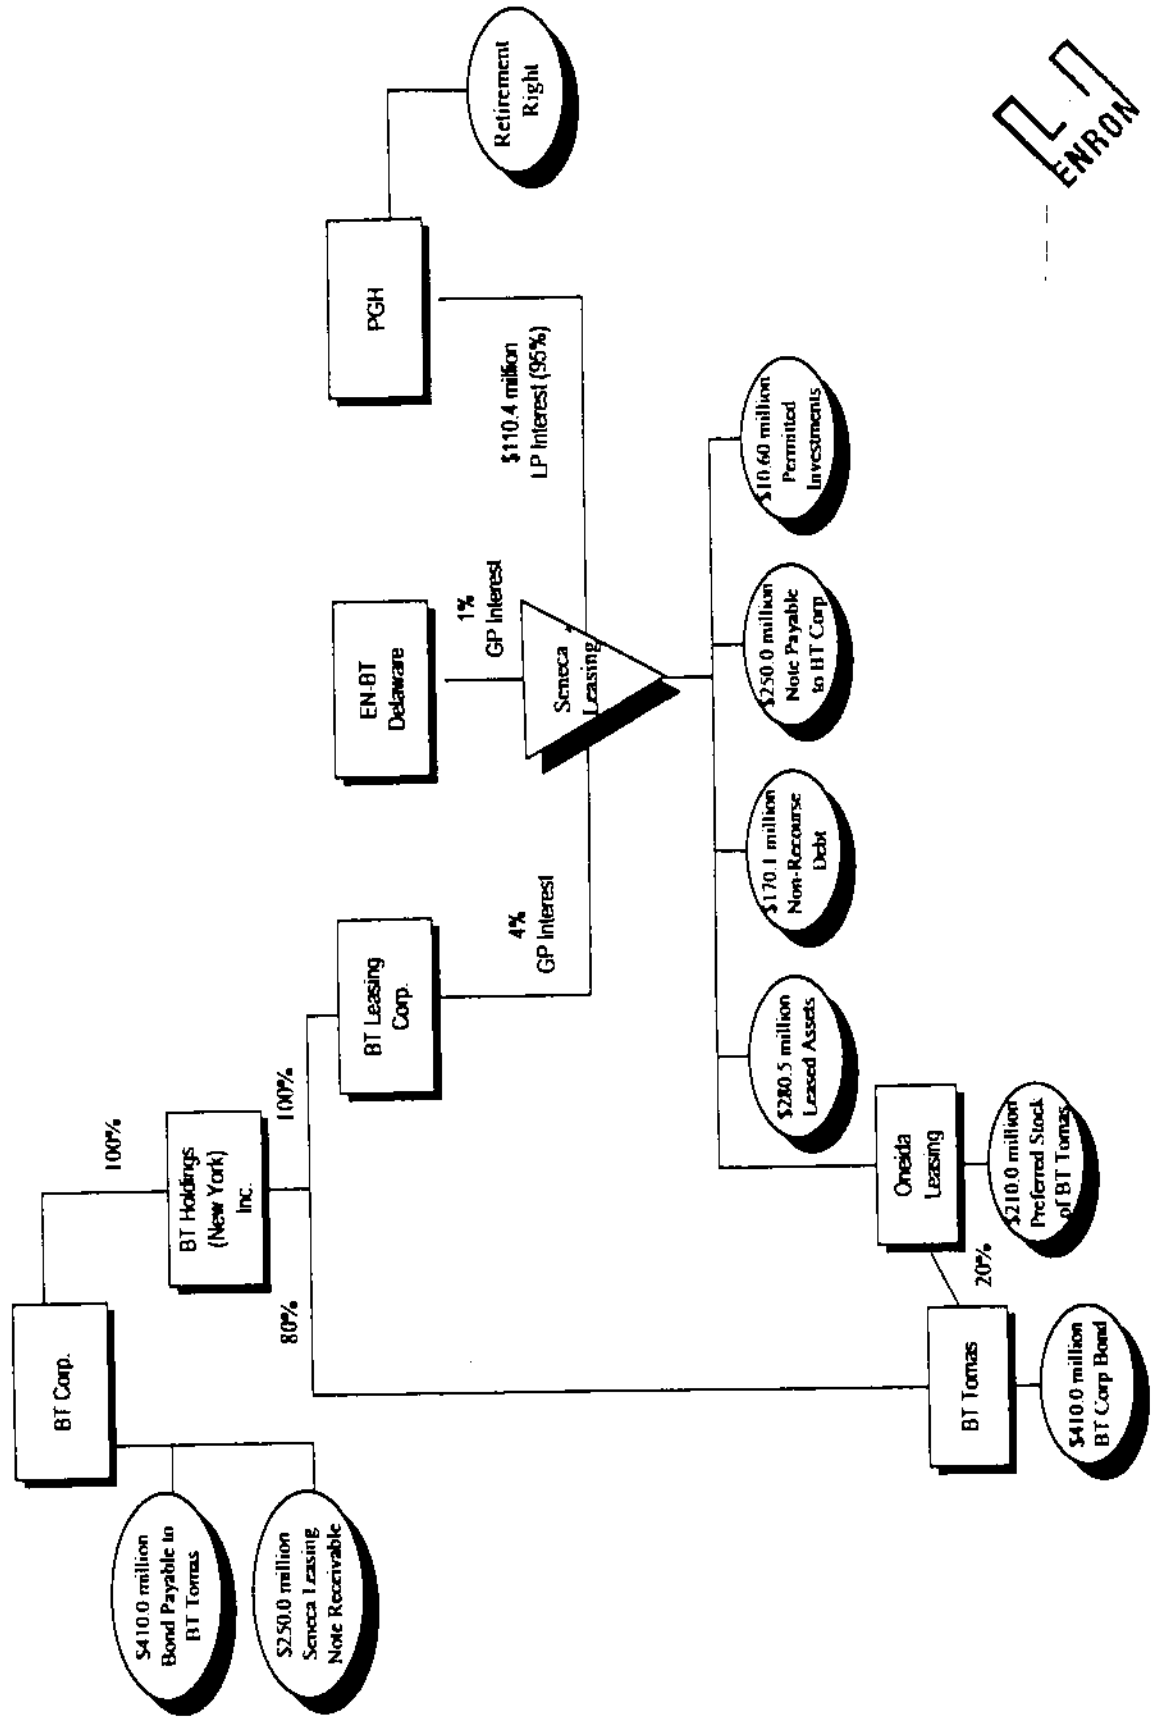 BT Corp.
$410.0 million
Bond Payable to
BT Tomas
$250.0 million
Seneca Leasing
Note Receivable
100%
BT Holdings
(New York)
Inc.
80%
100%
BT Leasing
Corp.
EN-BT
Delaware
PGH
Retirement
Right
4%
GP Interest
1%
GP Interest
$110.4 million
LP Interest (95%)
Seneca
Leasing
$280.5 million
Leased Assets
$170.1 million
Non-Recourse
Debt
$250.0 million
Note Payable
to BT Corp
$10.60 million
Permitted
Investments
Oneida
Leasing
$210.0 million
Preferred Stock
of BT Tomas
20%
BT Tomas
$410.0 million
BT Corp Bond
ENRON